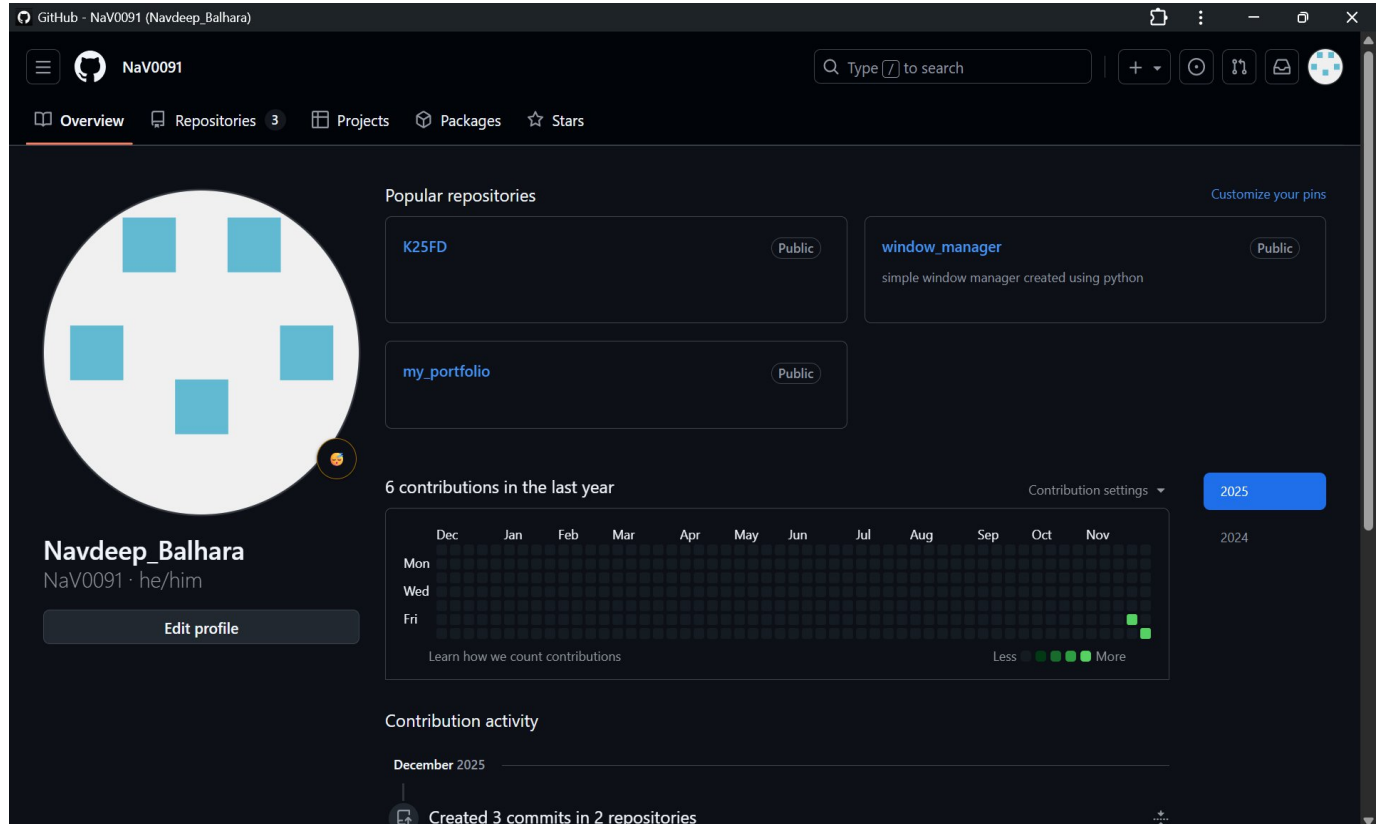 GitHub - NaV0091 (Navdeep_Balhara)
NaV0091
Type / to search
Overview
Repositories 3
Projects
Packages
Stars
Popular repositories
Customize your pins
K25FD
Public
window_manager
Public
simple window manager created using python
my_portfolio
Public
Navdeep_Balhara
NaV0091 · he/him
Edit profile
6 contributions in the last year
Contribution settings
2025
2024
Dec Jan Feb Mar Apr May Jun Jul Aug Sep Oct Nov
Mon
Wed
Fri
Learn how we count contributions
Less More
Contribution activity
December 2025
Created 3 commits in 2 repositories